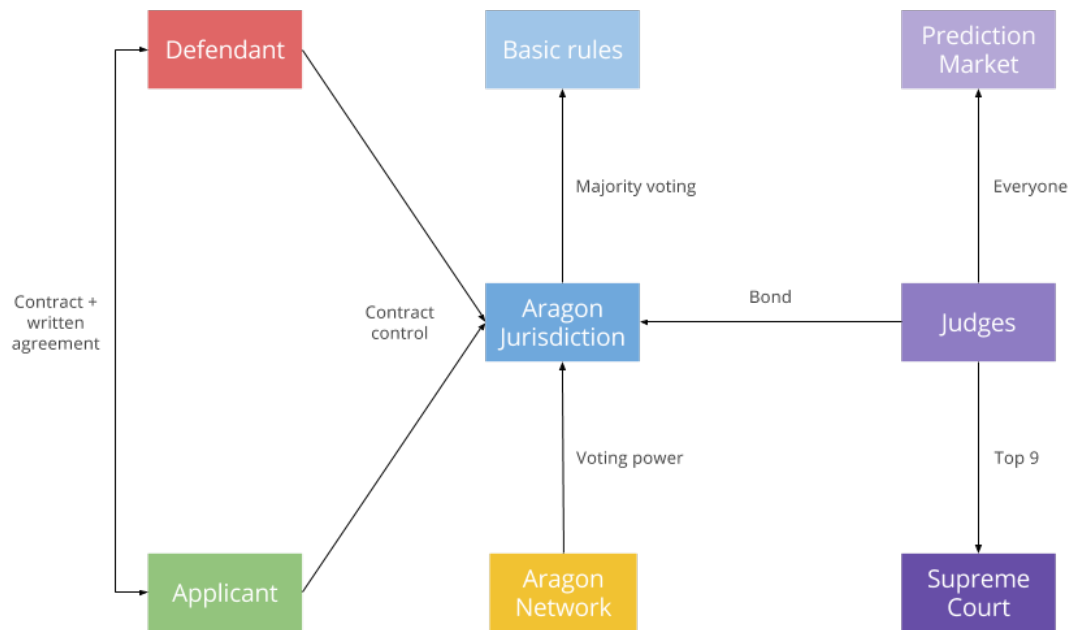 Defendant
Basic rules
Prediction
Market
Majority voting
Everyone
Contract +
written
agreement
Contract
control
Aragon
Jurisdiction
Bond
Judges
Voting power
Top 9
Applicant
Aragon
Network
Supreme
Court